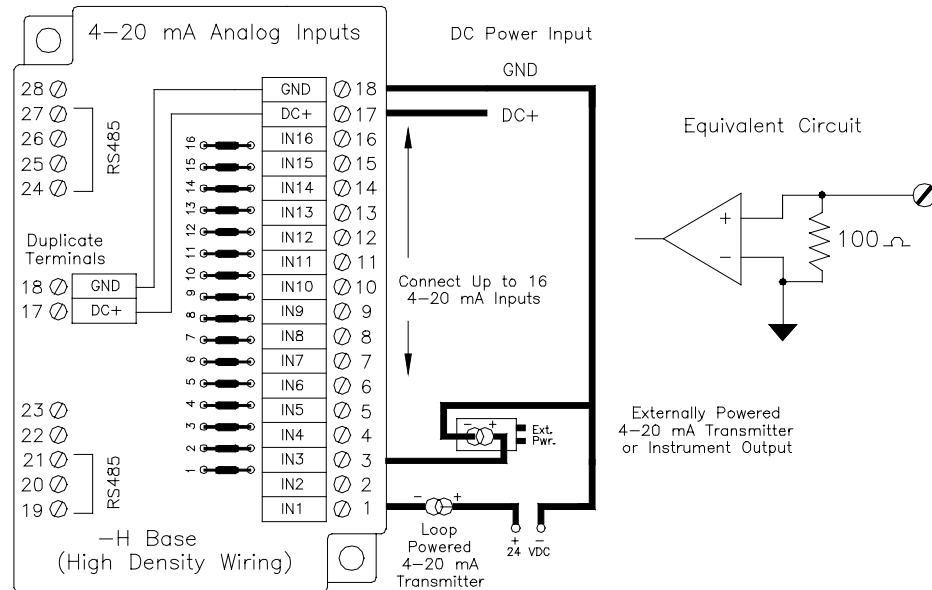 4-20 mA Analog Inputs
DC Power Input
GND
DC+
Equivalent Circuit
28
27
26
25
24
RS485
Duplicate
Terminals
18 GND
17 DC+
23
22
21
20
19
RS485
16
15
14
13
12
11
10
9
8
7
6
5
4
3
2
1
GND 18
DC+ 17
IN16 16
IN15 15
IN14 14
IN13 13
IN12 12
IN11 11
IN10 10
IN9 9
IN8 8
IN7 7
IN6 6
IN5 5
IN4 4
IN3 3
IN2 2
IN1 1
Connect Up to 16
4-20 mA Inputs
+
-
100 Ω
- +
Ext.
Pwr.
Externally Powered
4-20 mA Transmitter
or Instrument Output
- +
Loop
Powered
4-20 mA
Transmitter
+ -
24 VDC
-H Base
(High Density Wiring)